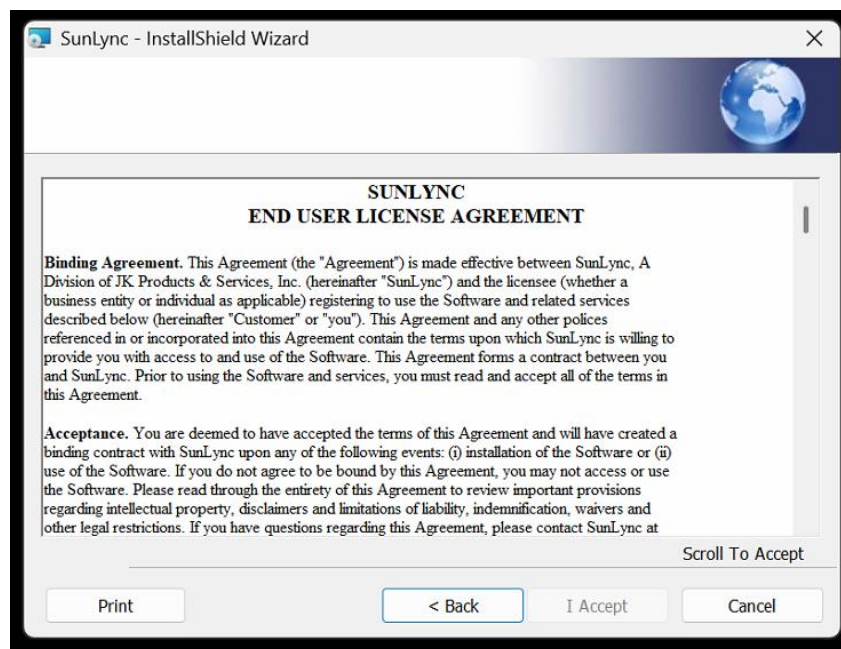 SunLync - InstallShield Wizard
SUNLYNC
END USER LICENSE AGREEMENT
Binding Agreement. This Agreement (the "Agreement") is made effective between SunLync, A
Division of JK Products & Services, Inc. (hereinafter "SunLync") and the licensee (whether a
business entity or individual as applicable) registering to use the Software and related services
described below (hereinafter "Customer" or "you"). This Agreement and any other polices
referenced in or incorporated into this Agreement contain the terms upon which SunLync is willing to
provide you with access to and use of the Software. This Agreement forms a contract between you
and SunLync. Prior to using the Software and services, you must read and accept all of the terms in
this Agreement.
Acceptance. You are deemed to have accepted the terms of this Agreement and will have created a
binding contract with SunLync upon any of the following events: (i) installation of the Software or (ii)
use of the Software. If you do not agree to be bound by this Agreement, you may not access or use
the Software. Please read through the entirety of this Agreement to review important provisions
regarding intellectual property, disclaimers and limitations of liability, indemnification, waivers and
other legal restrictions. If you have questions regarding this Agreement, please contact SunLync at
Scroll To Accept
Print
< Back
I Accept
Cancel